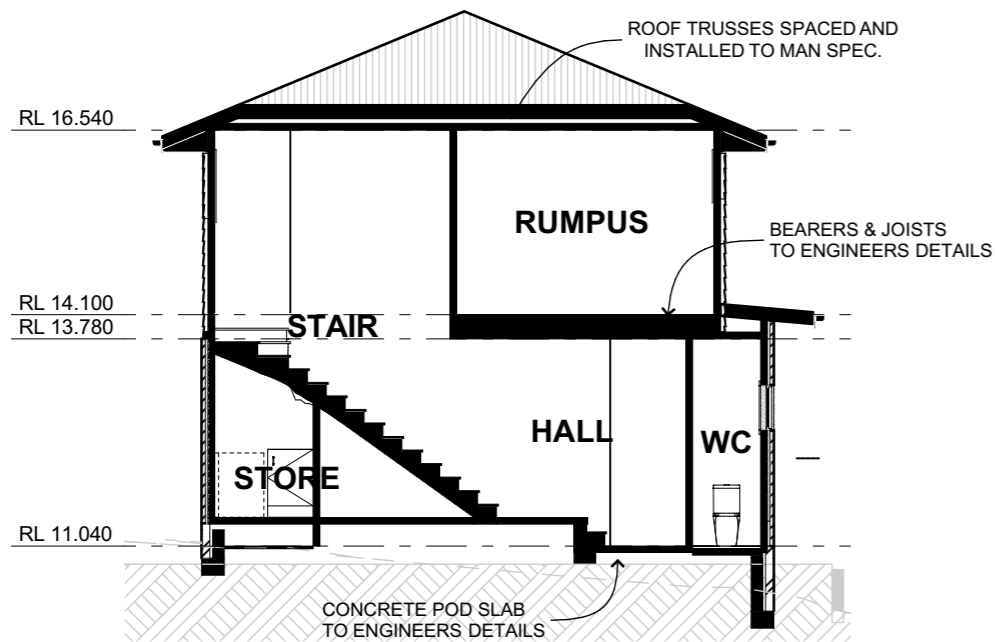 ROOF TRUSSES SPACED AND
INSTALLED TO MAN SPEC.
RL 16.540
RUMPUS
BEARERS & JOISTS
TO ENGINEERS DETAILS
RL 14.100
RL 13.780
STAIR
HALL
WC
STORE
RL 11.040
CONCRETE POD SLAB
TO ENGINEERS DETAILS